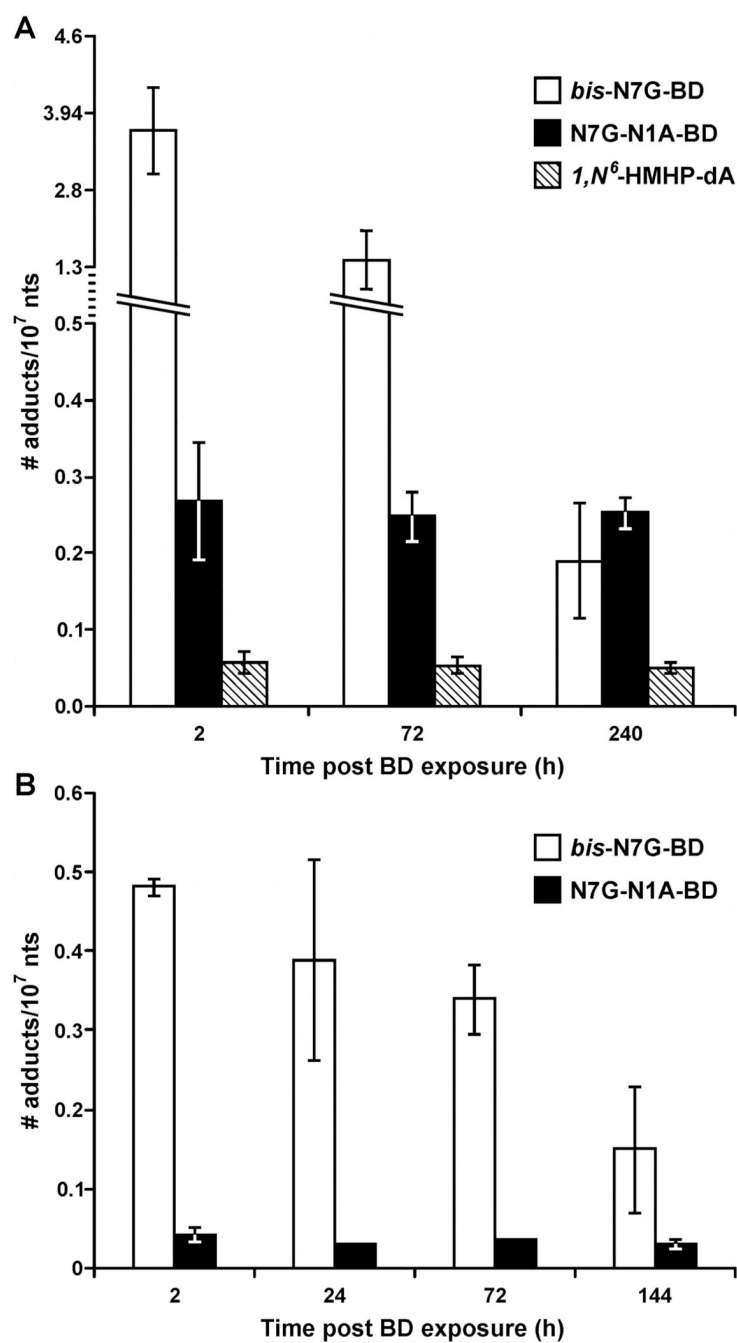 A
4.6
3.94
2.8
1.3
0.5
0.4
0.3
0.2
0.1
0.0
# adducts/10⁷ nts
bis-N7G-BD
N7G-N1A-BD
1,N⁶-HMHP-dA
2 72 240
Time post BD exposure (h)
B
0.6
0.5
0.4
0.3
0.2
0.1
0
# adducts/10⁷ nts
bis-N7G-BD
N7G-N1A-BD
2 24 72 144
Time post BD exposure (h)